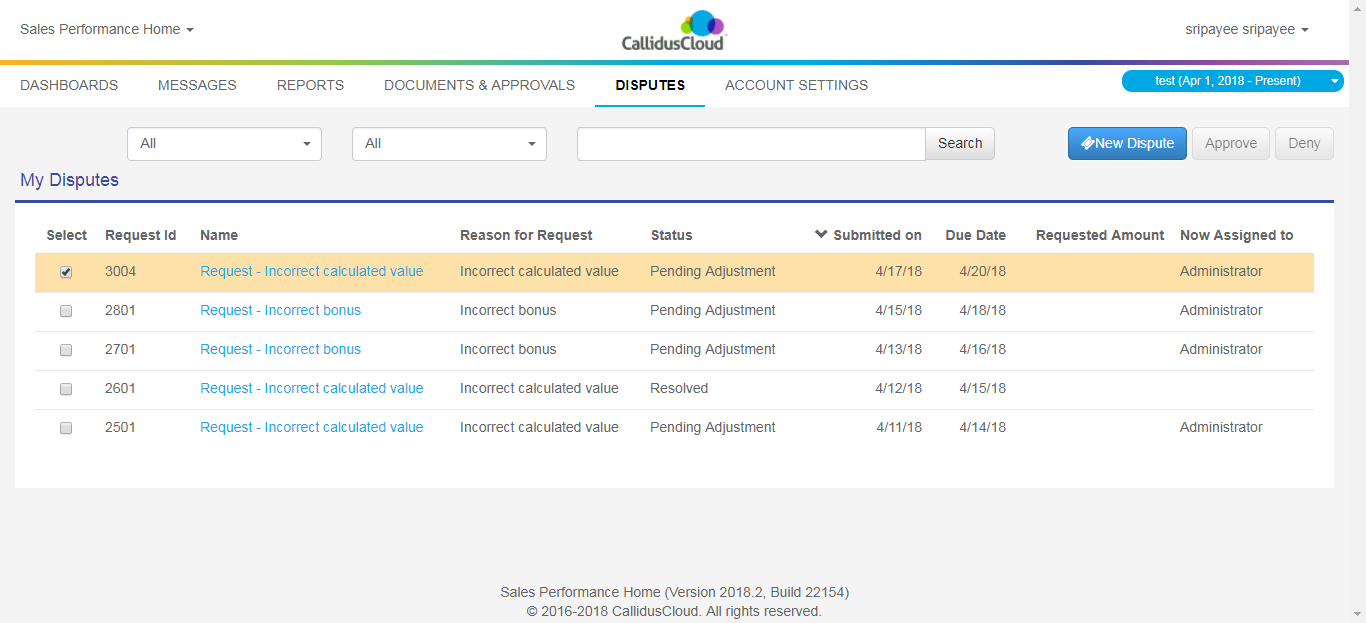 Sales Performance Home
CallidusCloud
sripayee sripayee
DASHBOARDS MESSAGES REPORTS DOCUMENTS & APPROVALS DISPUTES ACCOUNT SETTINGS test (Apr 1, 2018 - Present)
All All Search New Dispute Approve Deny
My Disputes
Select Request Id Name Reason for Request Status Submitted on Due Date Requested Amount Now Assigned to
3004 Request - Incorrect calculated value Incorrect calculated value Pending Adjustment 4/17/18 4/20/18 Administrator
2801 Request - Incorrect bonus Incorrect bonus Pending Adjustment 4/15/18 4/18/18 Administrator
2701 Request - Incorrect bonus Incorrect bonus Pending Adjustment 4/13/18 4/16/18 Administrator
2601 Request - Incorrect calculated value Incorrect calculated value Resolved 4/12/18 4/15/18
2501 Request - Incorrect calculated value Incorrect calculated value Pending Adjustment 4/11/18 4/14/18 Administrator
Sales Performance Home (Version 2018.2, Build 22154)
© 2016-2018 CallidusCloud. All rights reserved.